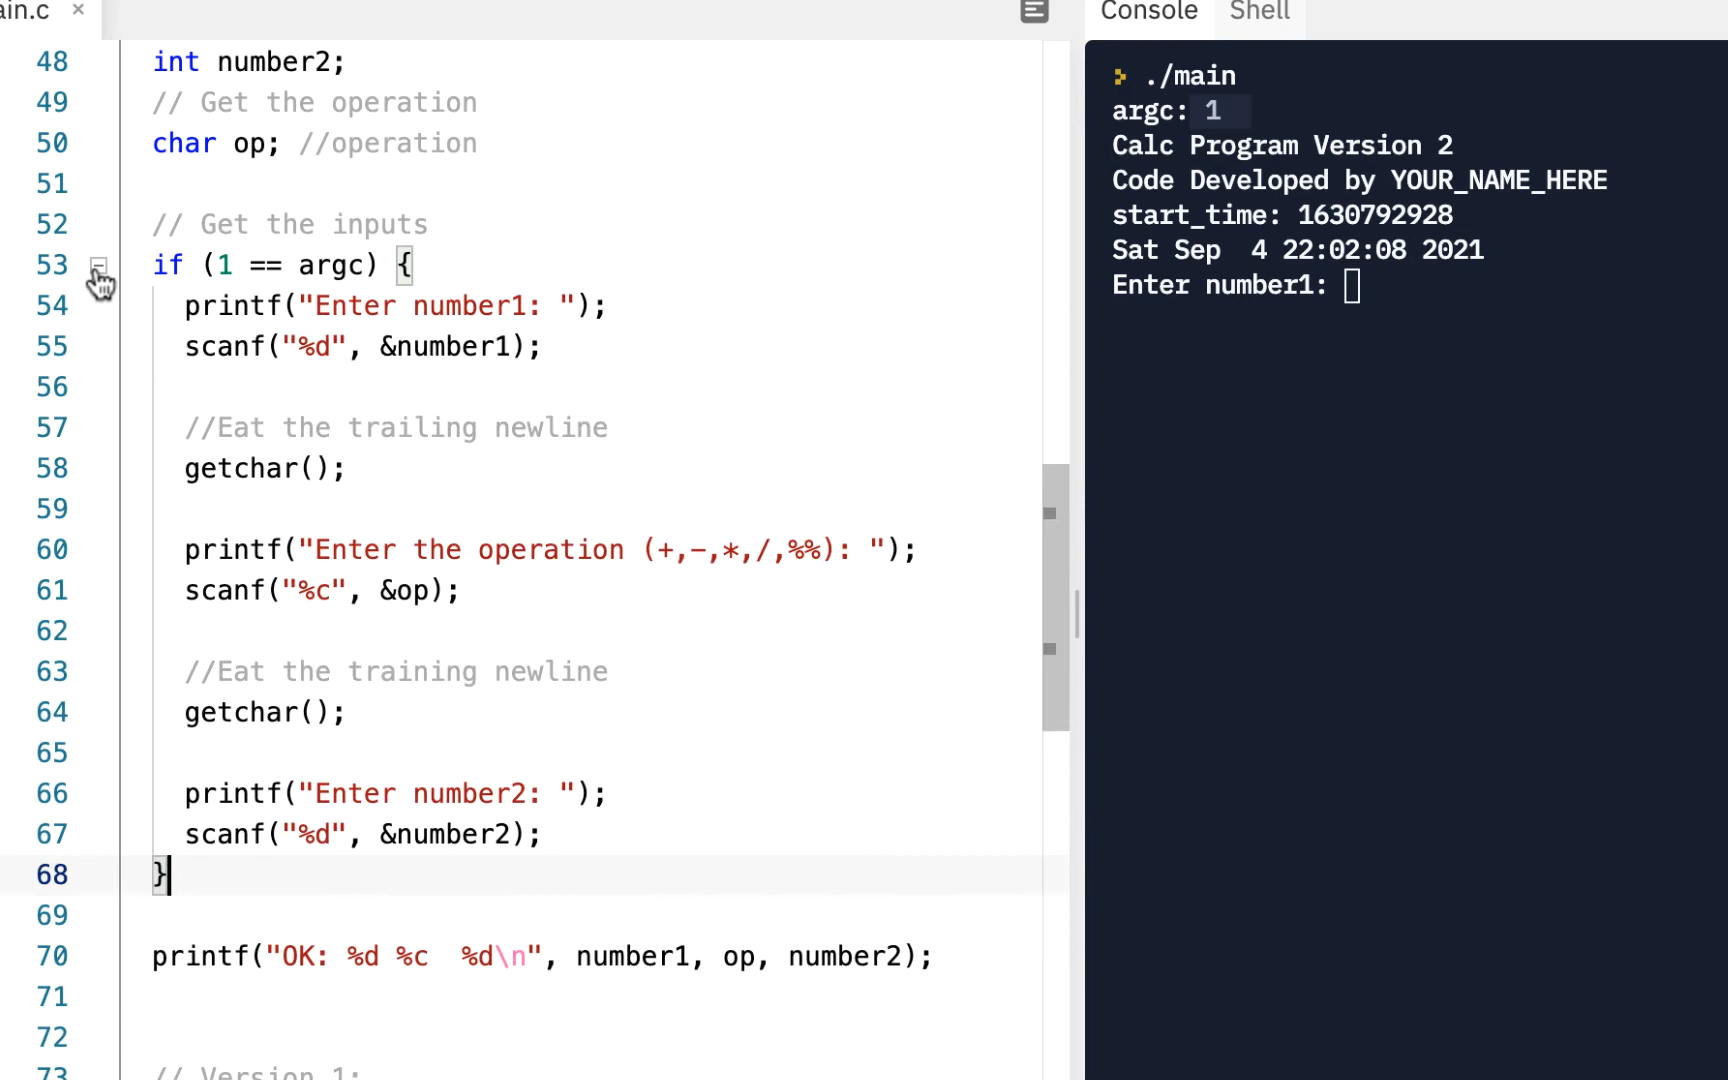 ain.c ×
48 int number2;
49 // Get the operation
50 char op; //operation
51
52 // Get the inputs
53 if (1 == argc) {
54 printf("Enter number1: ");
55 scanf("%d", &number1);
56
57 //Eat the trailing newline
58 getchar();
59
60 printf("Enter the operation (+,-,*,/,%%): ");
61 scanf("%c", &op);
62
63 //Eat the training newline
64 getchar();
65
66 printf("Enter number2: ");
67 scanf("%d", &number2);
68 }
69
70 printf("OK: %d %c  %d\n", number1, op, number2);
71
72
73 // Version 1:
Console Shell
./main
argc: 1
Calc Program Version 2
Code Developed by YOUR_NAME_HERE
start_time: 1630792928
Sat Sep  4 22:02:08 2021
Enter number1: